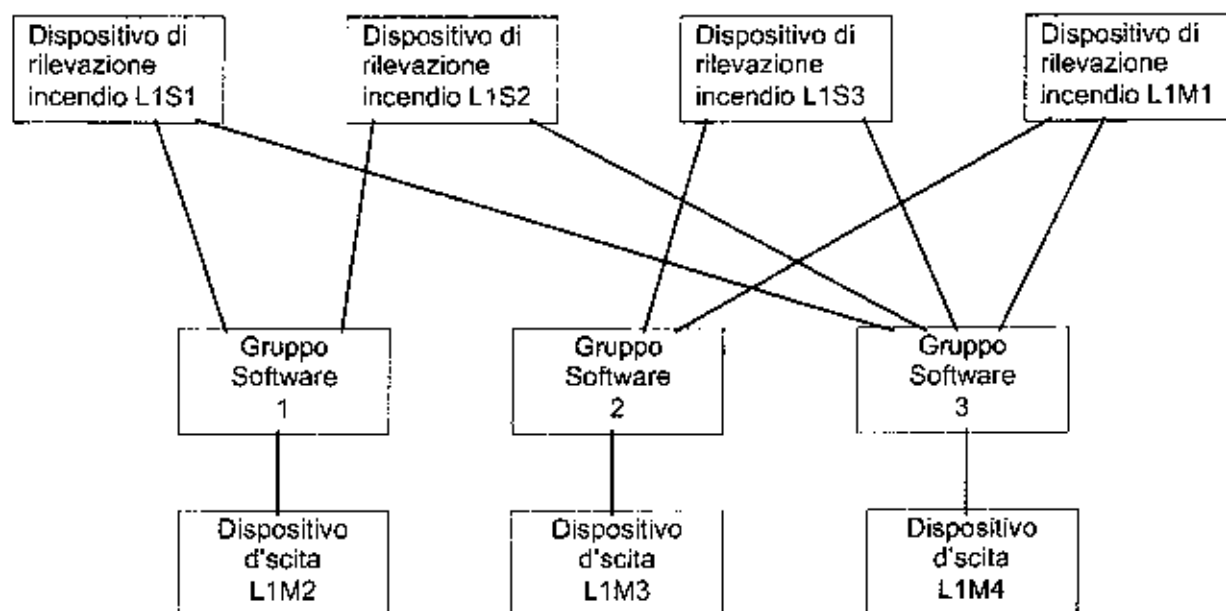 Dispositivo di
rilevazione
incendio L1S1
Dispositivo di
rilevazione
incendio L1S2
Dispositivo di
rilevazione
incendio L1S3
Dispositivo di
rilevazione
incendio L1M1
Gruppo
Software
1
Gruppo
Software
2
Gruppo
Software
3
Dispositivo
d'scita
L1M2
Dispositivo
d'scita
L1M3
Dispositivo
d'scita
L1M4